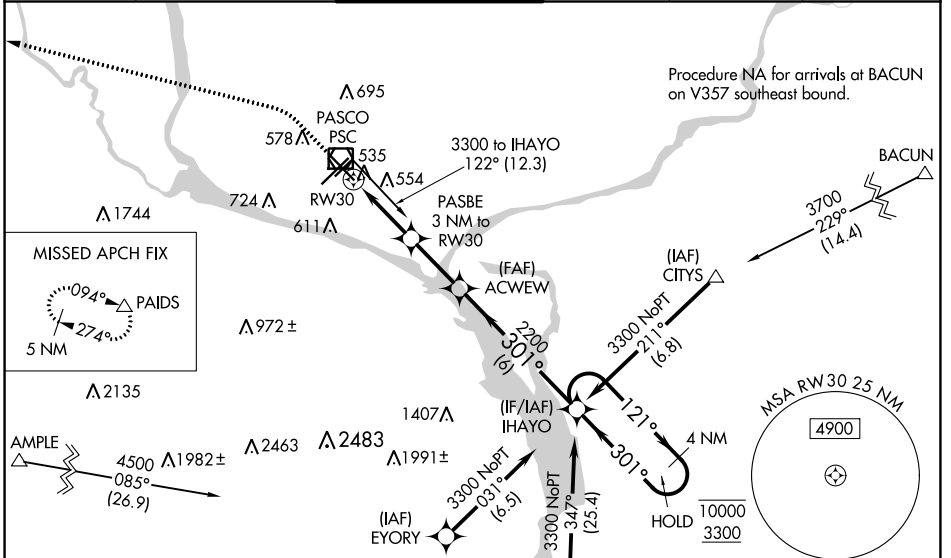 Procedure NA for arrivals at BACUN
on V357 southeast bound.
695
PASCO
PSC
578
535
554
3300 to IHAYO
122° (12.3)
BACUN
3700
229°
(14.4)
RW30
724
611
PASBE
3 NM to
RW30
1744
MISSED APCH FIX
094°
PAIDS
274°
5 NM
(FAF)
ACWEW
(IAF)
CITYS
3300 NoPT
211°
(6.8)
972±
2200
301°
(6)
2135
(IF/IAF)
IHAYO
121°
4 NM
301°
HOLD
10000
3300
MSA RW30 25 NM
4900
1407
AMPLE
4500
085°
(26.9)
1982±
2463
2483
1991±
3300 NoPT
031°
(6.5)
(IAF)
EYORY
3300 NoPT
347°
(25.4)